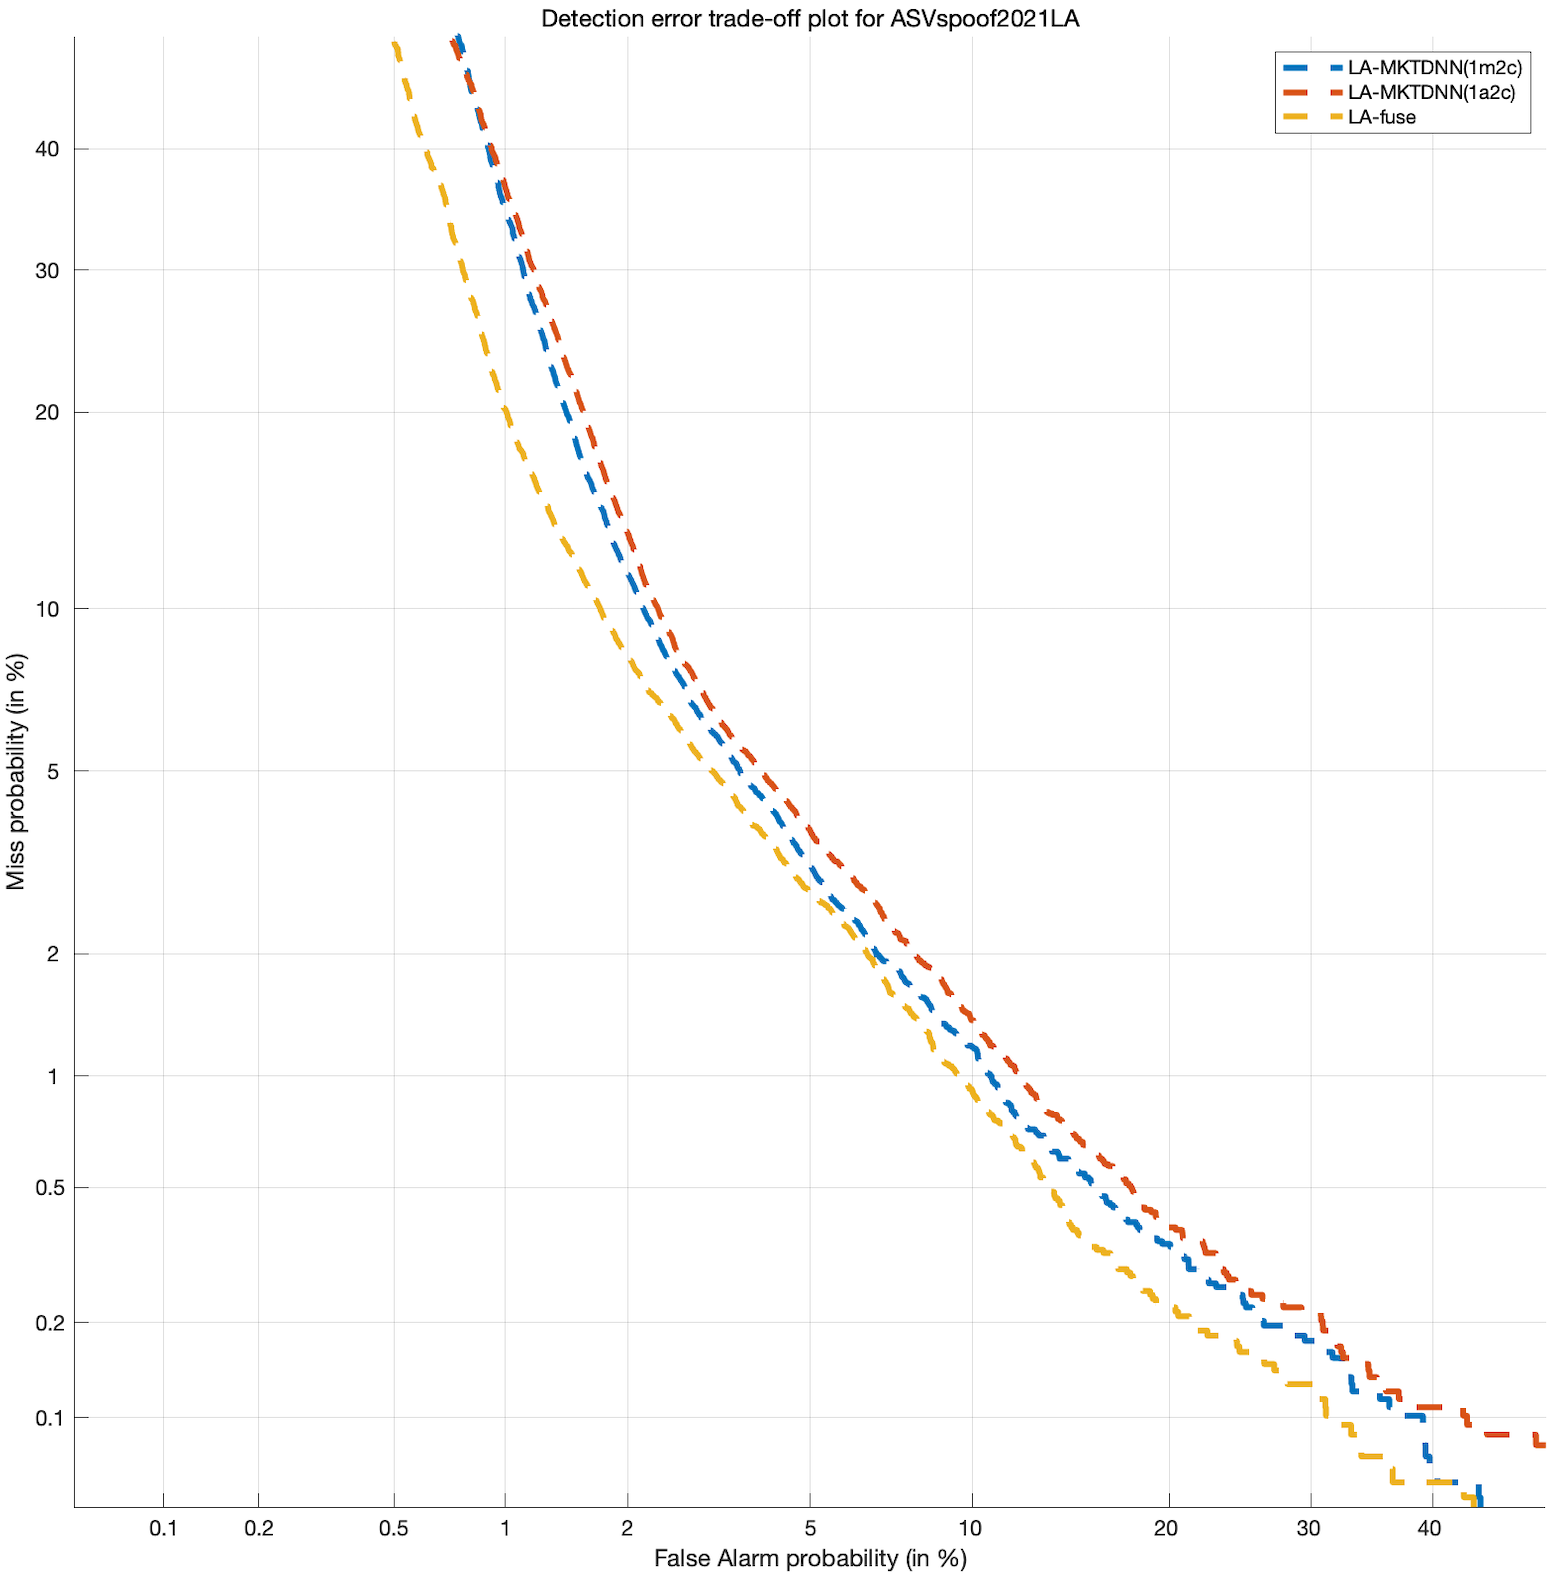 Detection error trade-off plot for ASVspoof2021LA
LA-MKTDNN(1m2c)
LA-MKTDNN(1a2c)
LA-fuse
40
30
20
10
5
2
1
0.5
0.2
0.1
Miss probability (in %)
0.1 0.2 0.5 1 2 5 10 20 30 40
False Alarm probability (in %)